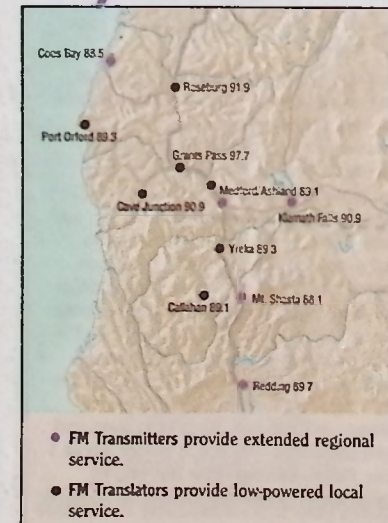 Coos Bay 88.5
Roseburg 91.9
Port Orford 89.3
Grants Pass 97.7
Medford/Ashland 89.1
Cave Junction 90.9
Klamath Falls 90.9
Yreka 89.3
Mt. Shasta 88.1
Callahan 89.1
Redding 89.7
FM Transmitters provide extended regional
service.
FM Translators provide low-powered local
service.